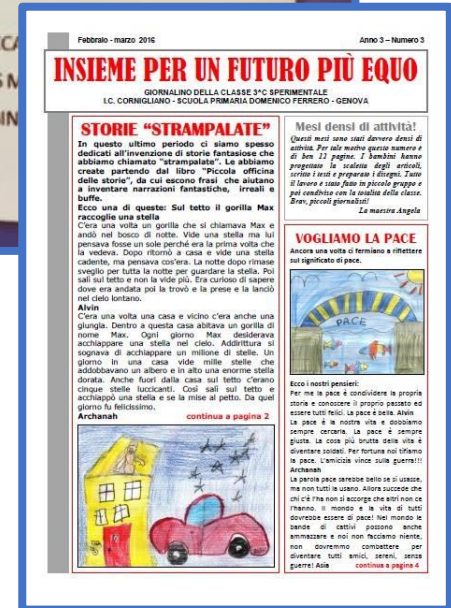 CCA
S M
IN
Febbraio - marzo 2016
Anno 3 – Numero 3
INSIEME PER UN FUTURO PIÙ EQUO
GIORNALINO DELLA CLASSE 3^C SPERIMENTALE
I.C. CORNIGLIANO - SCUOLA PRIMARIA DOMENICO FERRERO - GENOVA
STORIE “STRAMPALATE”
In questo ultimo periodo ci siamo spesso
dedicati all’invenzione di storie fantasiose che
abbiamo chiamato “strampalate”. Le abbiamo
create partendo dal libro “Piccola officina
delle storie”, da cui escono frasi che aiutano
a inventare narrazioni fantastiche, irreali e
buffe.
Ecco una di queste: Sul tetto il gorilla Max
raccoglie una stella
C’era una volta un gorilla che si chiamava Max e
andò nel bosco di notte. Vide una stella ma lui
pensava fosse un sole perché era la prima volta che
la vedeva. Dopo ritornò a casa e vide una stella
cadente, ma pensava cos’era. La notte dopo rimase
sveglio per tutta la notte per guardare la stella. Poi
salì sul tetto e non la vide più. Era curioso di sapere
dove era andata poi la trovò e la prese e la lanciò
nel cielo lontano.
Alvin
C’era una volta una casa e vicino c’era anche una
giungla. Dentro a questa casa abitava un gorilla di
nome Max. Ogni giorno Max desiderava
acchiappare una stella nel cielo. Addirittura si
sognava di acchiappare un milione di stelle. Un
giorno in una casa vide mille stelle che
addobbavano un albero e in alto una enorme stella
dorata. Anche fuori dalla casa sul tetto c’erano
cinque stelle luccicanti. Così salì sul tetto e
acchiappò una stella e se la mise al petto. Da quel
giorno fu felicissimo.
Archanah continua a pagina 2
Mesi densi di attività!
Questi mesi sono stati davvero densi di
attività. Per tale motivo questo numero è
di ben 12 pagine. I bambini hanno
progettato la scaletta degli articoli,
scritto i testi e preparato i disegni. Tutto
il lavoro è stato fatto in piccolo gruppo e
poi condiviso con la totalità della classe.
Bravi, piccoli giornalisti!
La maestra Angela
VOGLIAMO LA PACE
Ancora una volta ci fermiamo a riflettere
sul significato di pace.
PACE
Ecco i nostri pensieri:
Per me la pace è condividere la propria
storia e conoscere il proprio passato ed
essere tutti felici. La pace è bella. Alvin
La pace è la nostra vita e dobbiamo
sempre cercarla. La pace è sempre
giusta. La cosa più brutta della vita è
diventare soldati. Per fortuna noi tifiamo
la pace. L’amicizia vince sulla guerra!!!
Archanah
La parola pace sarebbe bello se si usasse,
ma non tutti la usano. Allora succede che
chi c’è l’ha non si accorge che altri non ce
l’hanno. Il mondo e la vita di tutti
dovrebbe essere di pace! Nel mondo le
bande di cattivi possono anche
ammazzare e noi non facciamo niente,
non dovremmo combattere per
diventare tutti amici, sereni, senza
guerre! Asia continua a pagina 4